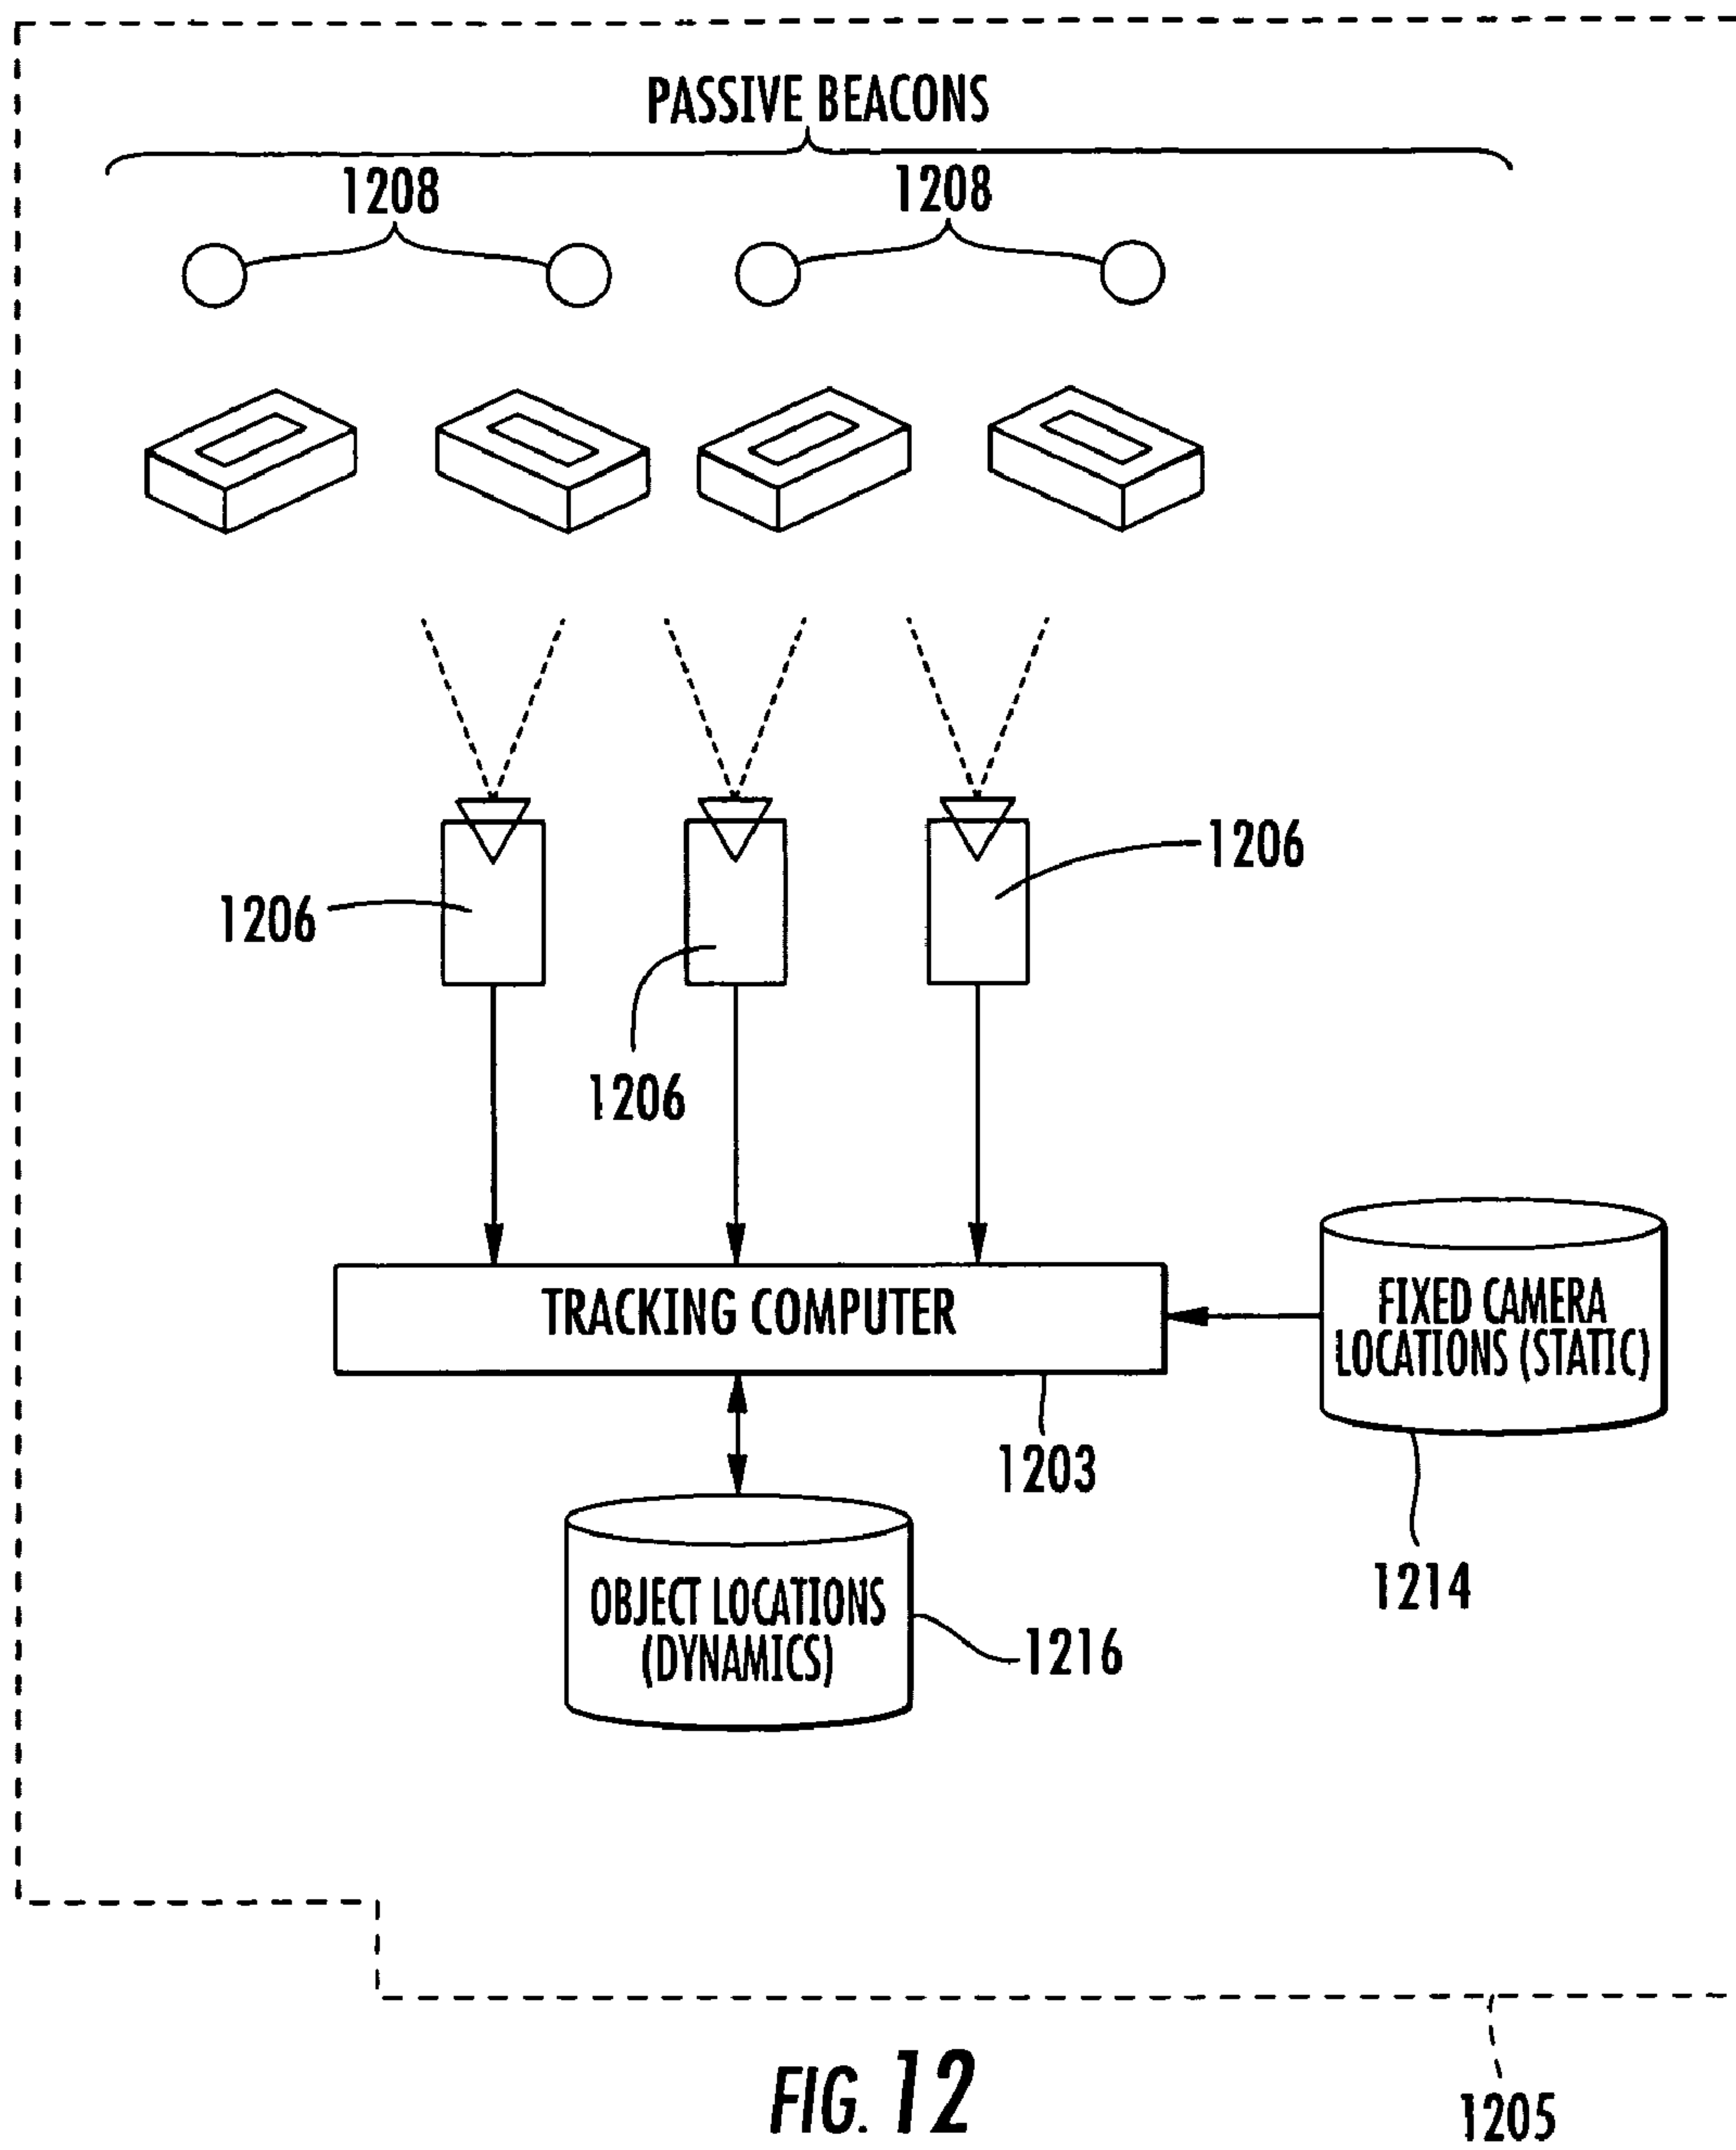 PASSIVE BEACONS
1208
1208
1206
1206
1206
TRACKING COMPUTER
FIXED CAMERA
LOCATIONS (STATIC)
1203
1214
OBJECT LOCATIONS
(DYNAMICS)
1216
FIG. 12
1205